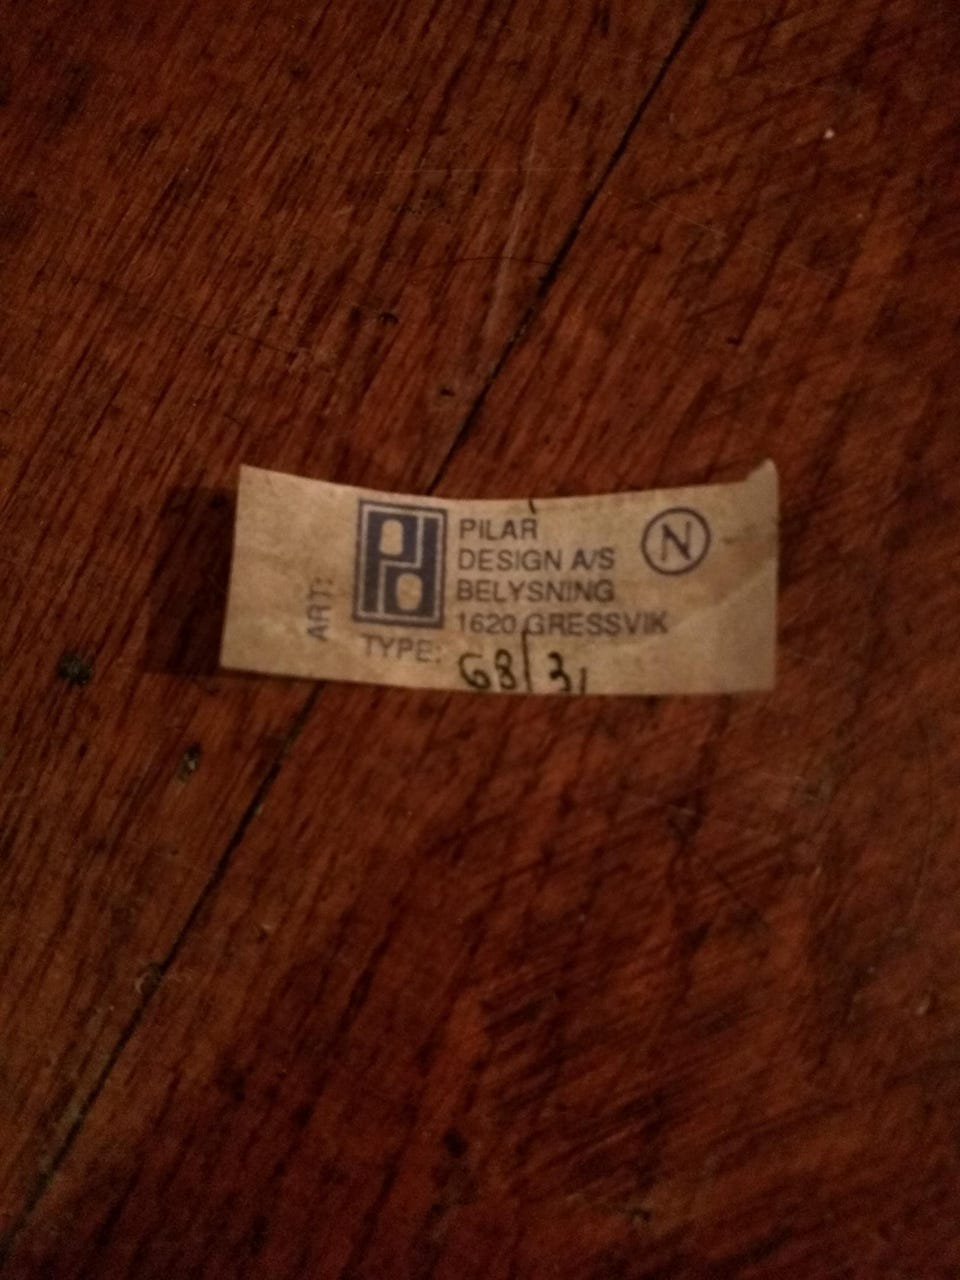 PILAR
DESIGN A/S
BELYSNING
1620 GRESSVIK
N
ART:
TYPE: 68/31